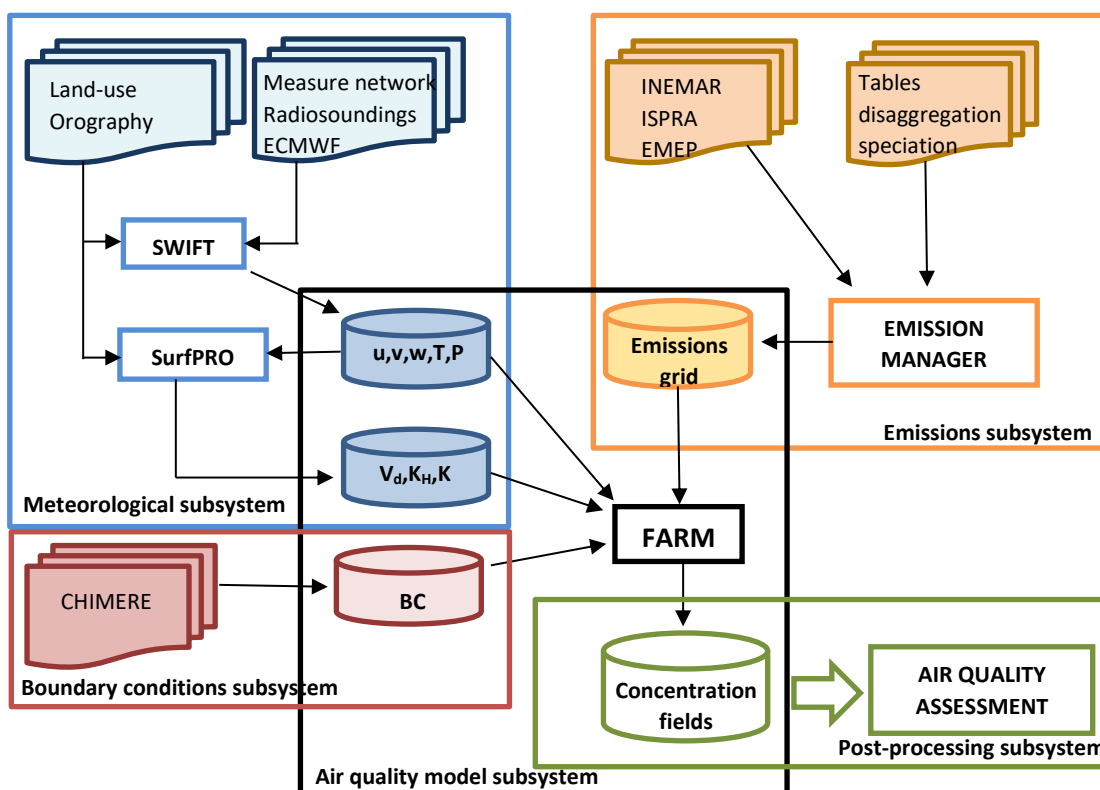 Land-use
Orography
Measure network
Radiosoundings
ECMWF
SWIFT
SurfPRO
u,v,w,T,P
Vd,KH,K
Meteorological subsystem
INEMAR
ISPRA
EMEP
Tables
disaggregation
speciation
EMISSION
MANAGER
Emissions
grid
Emissions subsystem
FARM
CHIMERE
BC
Boundary conditions subsystem
Concentration
fields
AIR QUALITY
ASSESSMENT
Post-processing subsystem
Air quality model subsystem